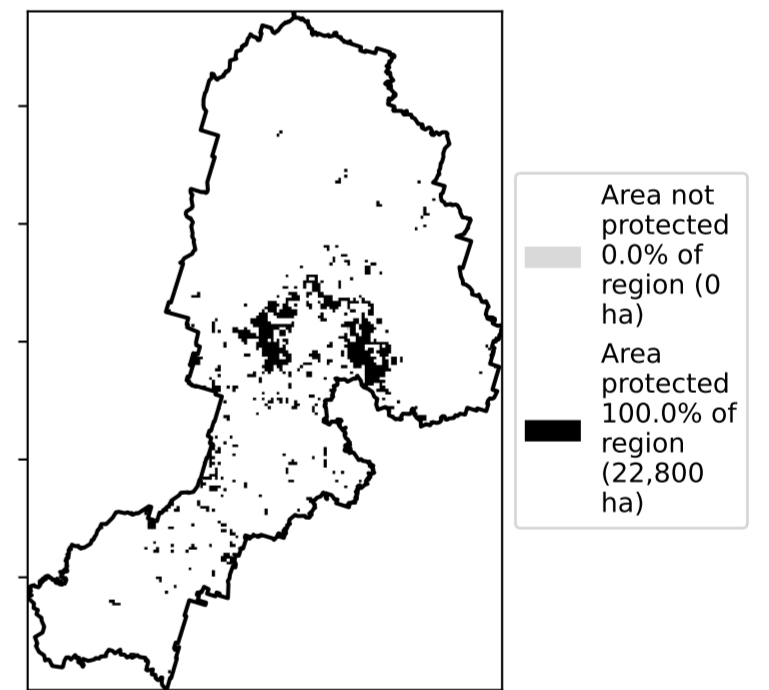 Area not
protected
0.0% of
region (0
ha)
Area
protected
100.0% of
region
(22,800
ha)